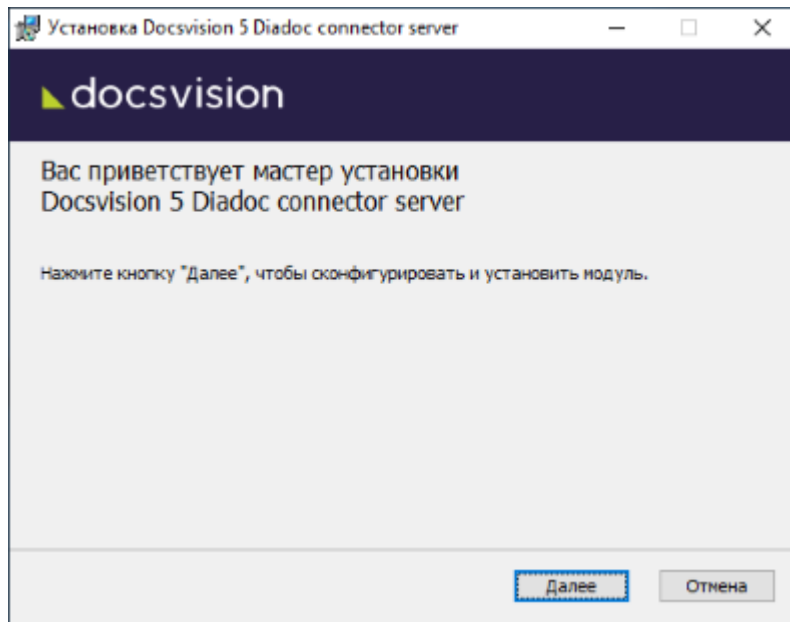 Установка Docsvision 5 Diadoc connector server
docsvision
Вас приветствует мастер установки
Docsvision 5 Diadoc connector server
Нажмите кнопку "Далее", чтобы сконфигурировать и установить модуль.
Далее
Отмена